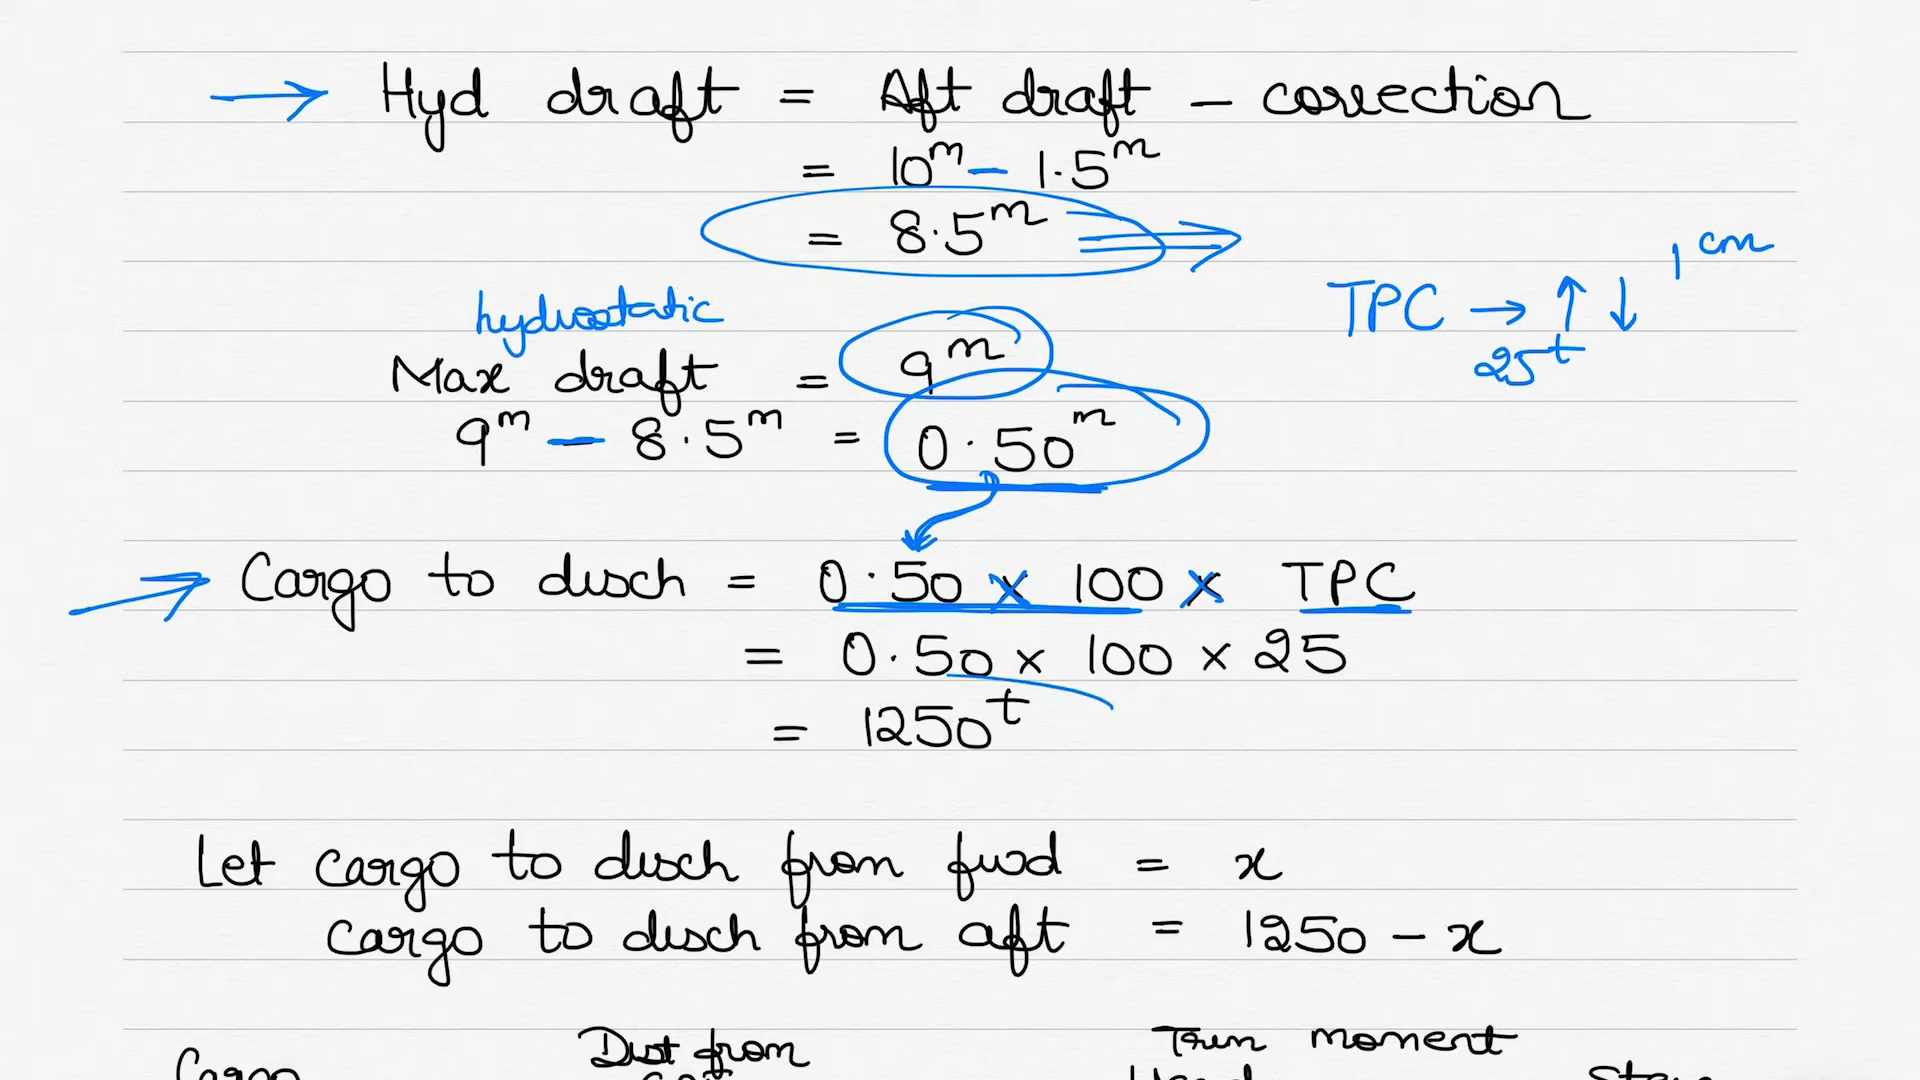 → Hyd draft = Aft draft - correction
= 10ᵐ - 1.5ᵐ
= 8.5ᵐ
1 cm
TPC → ↑ ↓
25ᵗ
hydrostatic
Max draft = 9ᵐ
9ᵐ - 8.5ᵐ = 0.50ᵐ
→ Cargo to disch = 0.50 x 100 x TPC
= 0.50 x 100 x 25
= 1250ᵗ
Let cargo to disch from fwd = x
cargo to disch from aft = 1250 - x
Dist from
Trim moment
Cargo